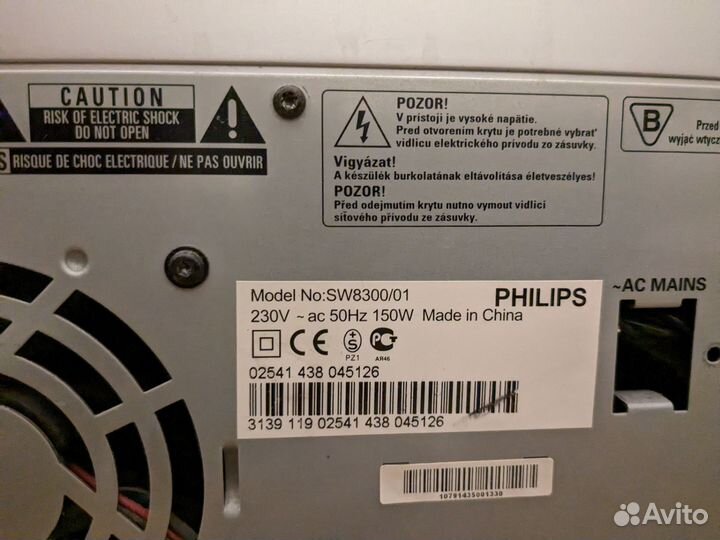 CAUTION
RISK OF ELECTRIC SHOCK
DO NOT OPEN
S RISQUE DE CHOC ELECTRIQUE / NE PAS OUVRIR
POZOR!
V prístoji je vysoké napätie.
Pred otvorením krytu je potrebné vybrať
vidlicu elektrického prívodu zo zásuvky.
Vigyázat!
A készülék burkolatának eltávolítása életveszélyes!
POZOR!
Před odejmutím krytu nutno vymout vidlici
síťového přívodu ze zásuvky.
B
Przed
wyjąć wtycz
Model No:SW8300/01
PHILIPS
230V ~ ac 50Hz 150W Made in China
CE
S
PZ1
AR46
02541 438 045126
3139 119 02541 438 045126
~AC MAINS
10791435001330
Avito